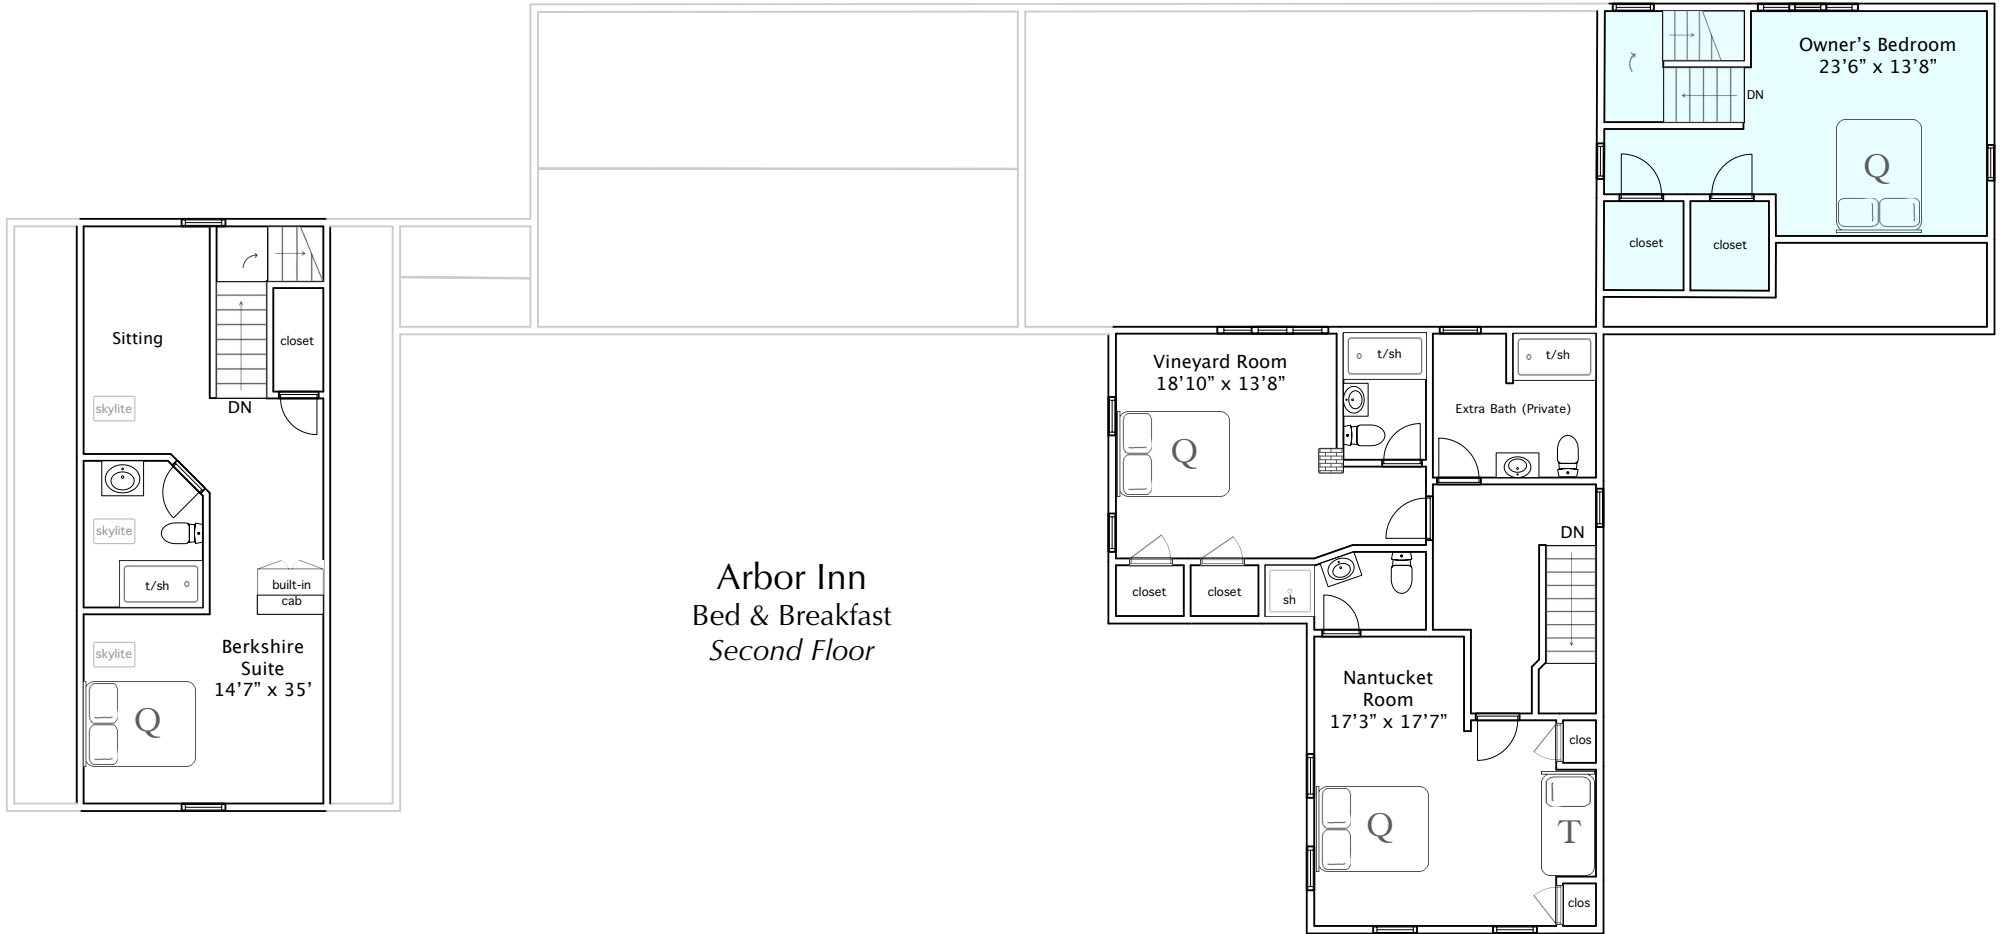 Owner’s Bedroom
23’6” x 13’8”
DN
Q
closet
closet
Sitting
closet
skylite
DN
skylite
t/sh
built-in
cab
skylite
Berkshire
Suite
14’7” x 35’
Q
Arbor Inn
Bed & Breakfast
Second Floor
Vineyard Room
18’10” x 13’8”
t/sh
Q
closet
closet
sh
t/sh
Extra Bath (Private)
DN
Nantucket
Room
17’3” x 17’7”
clos
Q
T
clos